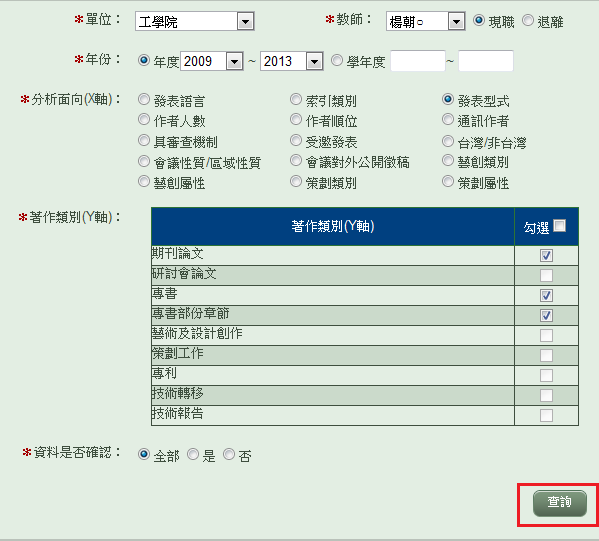 *單位： 工學院 *教師： 楊朝○ 現職 退離
*年份： 年度 2009 ~ 2013 學年度 ~
*分析面向(X軸)： 發表語言 索引類別 發表型式
作者人數 作者順位 通訊作者
具審查機制 受邀發表 台灣/非台灣
會議性質/區域性質 會議對外公開徵稿 藝創類別
藝創屬性 策劃類別 策劃屬性
*著作類別(Y軸)： 著作類別(Y軸) 勾選
期刊論文
研討會論文
專書
專書部份章節
藝術及設計創作
策劃工作
專利
技術轉移
技術報告
*資料是否確認： 全部 是 否
查詢